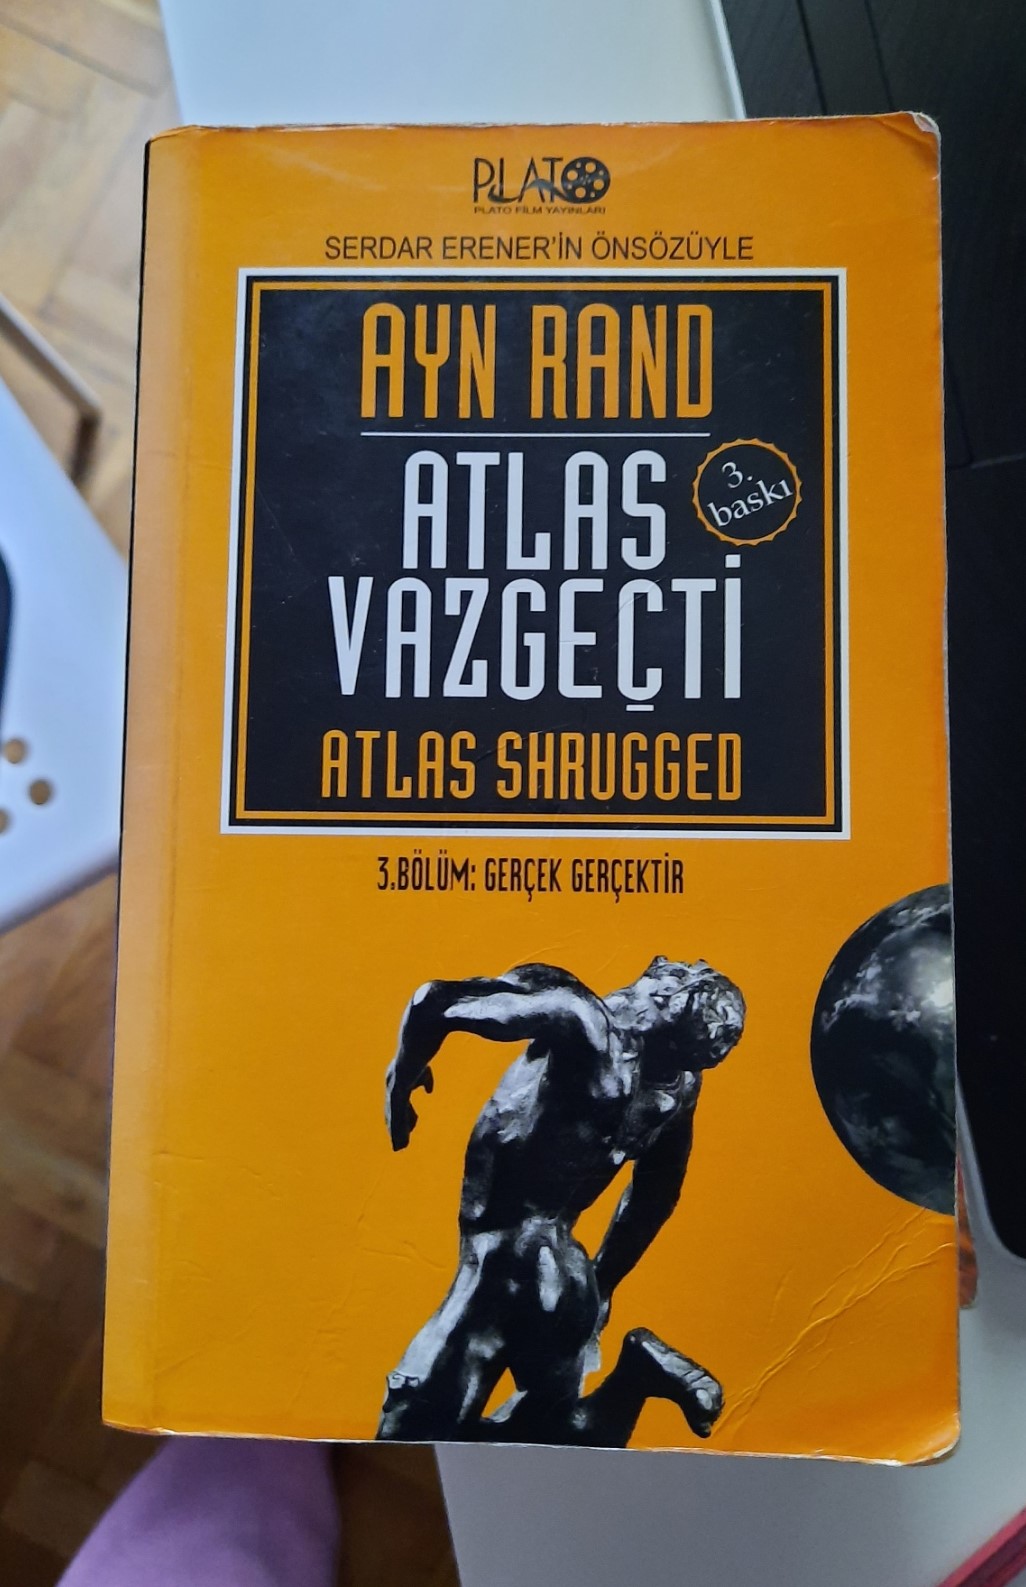 PLATO
PLATO FİLM YAYINLARI
SERDAR ERENER'İN ÖNSÖZÜYLE
AYN RAND
ATLAS
VAZGEÇTİ
3.
baskı
ATLAS SHRUGGED
3.BÖLÜM: GERÇEK GERÇEKTİR